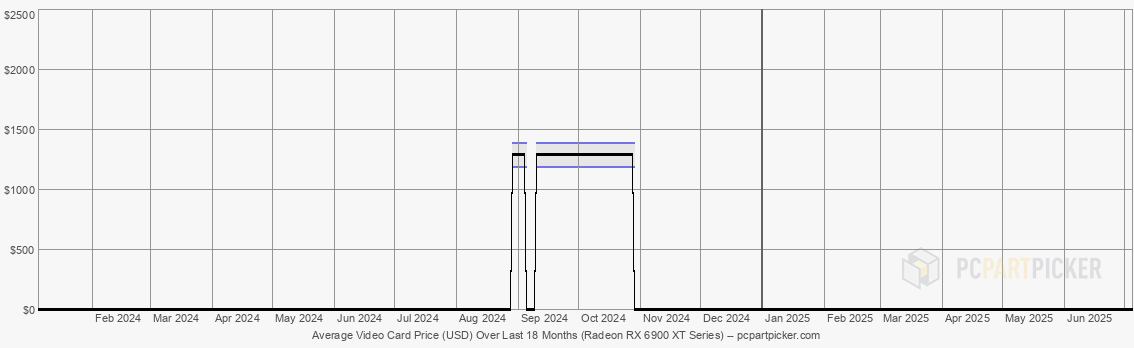 $2500
$2000
$1500
$1000
$500
$0
PCPARTPICKER
Feb 2024 Mar 2024 Apr 2024 May 2024 Jun 2024 Jul 2024 Aug 2024 Sep 2024 Oct 2024 Nov 2024 Dec 2024 Jan 2025 Feb 2025 Mar 2025 Apr 2025 May 2025 Jun 2025
Average Video Card Price (USD) Over Last 18 Months (Radeon RX 6900 XT Series) -- pcpartpicker.com